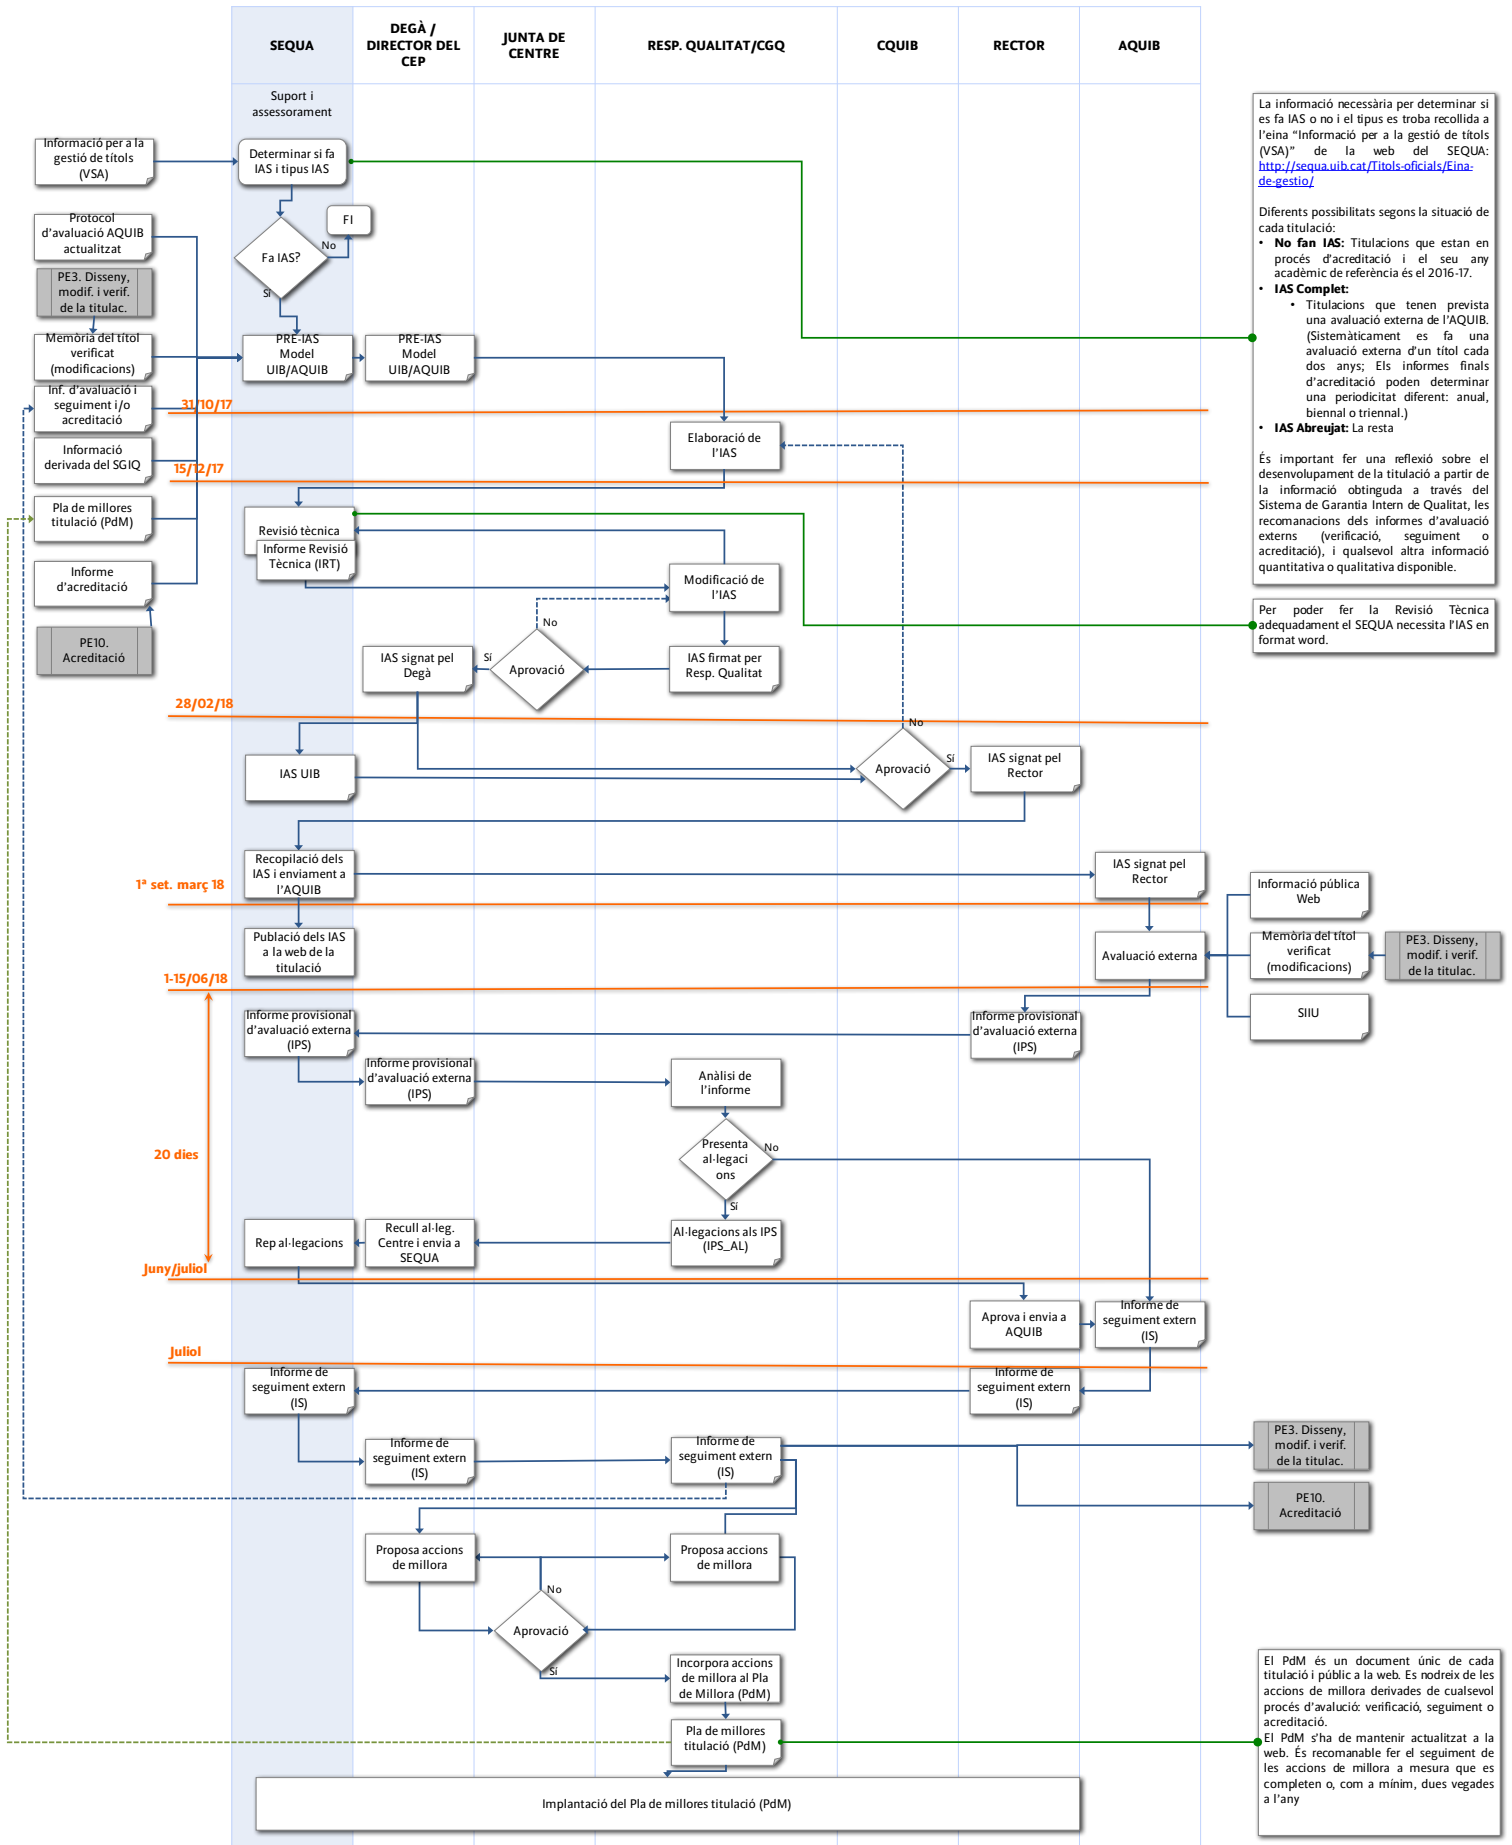 SEQUA
DEGÀ /
DIRECTOR DEL
CEP
JUNTA DE
CENTRE
RESP. QUALITAT/CGQ
CQUIB
RECTOR
AQUIB
Suport i
assessorament
Informació per a la
gestió de títols
(VSA)
Determinar si fa
IAS i tipus IAS
Protocol
d'avaluació AQUIB
actualitzat
FI
No
Fa IAS?
Sí
PE3. Disseny,
modif. i verif.
de la titulac.
Memòria del títol
verificat
(modificacions)
PRE-IAS
Model
UIB/AQUIB
PRE-IAS
Model
UIB/AQUIB
Inf. d'avaluació i
seguiment i/o
acreditació
31/10/17
Elaboració de
l'IAS
Informació
derivada del SGIQ
15/12/17
Pla de millores
titulació (PdM)
Revisió tècnica
Informe Revisió
Tècnica (IRT)
Informe
d'acreditació
Modificació de
l'IAS
PE10.
Acreditació
No
Sí
Aprovació
IAS signat pel
Degà
IAS firmat per
Resp. Qualitat
28/02/18
No
IAS UIB
Aprovació
Sí
IAS signat pel
Rector
Recopilació dels
IAS i enviament a
l'AQUIB
IAS signat pel
Rector
1ª set. març 18
Publació dels IAS
a la web de la
titulació
Avaluació externa
Informació pública
Web
Memòria del títol
verificat
(modificacions)
PE3. Disseny,
modif. i verif.
de la titulac.
SIIU
1-15/06/18
Informe provisional
d'avaluació externa
(IPS)
Informe provisional
d'avaluació externa
(IPS)
Informe provisional
d'avaluació externa
(IPS)
Anàlisi de
l'informe
20 dies
Presenta
al·legaci
ons
No
Sí
Rep al·legacions
Recull al·leg.
Centre i envia a
SEQUA
Al·legacions als IPS
(IPS_AL)
Juny/juliol
Aprova i envia a
AQUIB
Informe de
seguiment extern
(IS)
Juliol
Informe de
seguiment extern
(IS)
Informe de
seguiment extern
(IS)
Informe de
seguiment extern
(IS)
Informe de
seguiment extern
(IS)
PE3. Disseny,
modif. i verif.
de la titulac.
PE10.
Acreditació
Proposa accions
de millora
Proposa accions
de millora
No
Aprovació
Sí
Incorpora accions
de millora al Pla
de Millora (PdM)
Pla de millores
titulació (PdM)
Implantació del Pla de millores titulació (PdM)
La informació necessària per determinar si
es fa IAS o no i el tipus es troba recollida a
l'eina “Informació per a la gestió de títols
(VSA)” de la web del SEQUA:
http://sequa.uib.cat/Titols-oficials/Eina-
de-gestio/
Diferents possibilitats segons la situació de
cada titulació:
• No fan IAS: Titulacions que estan en
procés d'acreditació i el seu any
acadèmic de referència és el 2016-17.
• IAS Complet:
• Titulacions que tenen prevista
una avaluació externa de l'AQUIB.
(Sistemàticament es fa una
avaluació externa d'un títol cada
dos anys; Els informes finals
d'acreditació poden determinar
una periodicitat diferent: anual,
biennal o triennal.)
• IAS Abreujat: La resta
És important fer una reflexió sobre el
desenvolupament de la titulació a partir de
la informació obtinguda a través del
Sistema de Garantia Intern de Qualitat, les
recomanacions dels informes d'avaluació
externs (verificació, seguiment o
acreditació), i qualsevol altra informació
quantitativa o qualitativa disponible.
Per poder fer la Revisió Tècnica
adequadament el SEQUA necessita l'IAS en
format word.
El PdM és un document únic de cada
titulació i públic a la web. Es nodreix de les
accions de millora derivades de cualsevol
procés d'avalució: verificació, seguiment o
acreditació.
El PdM s'ha de mantenir actualitzat a la
web. És recomanable fer el seguiment de
les accions de millora a mesura que es
completen o, com a mínim, dues vegades
a l'any